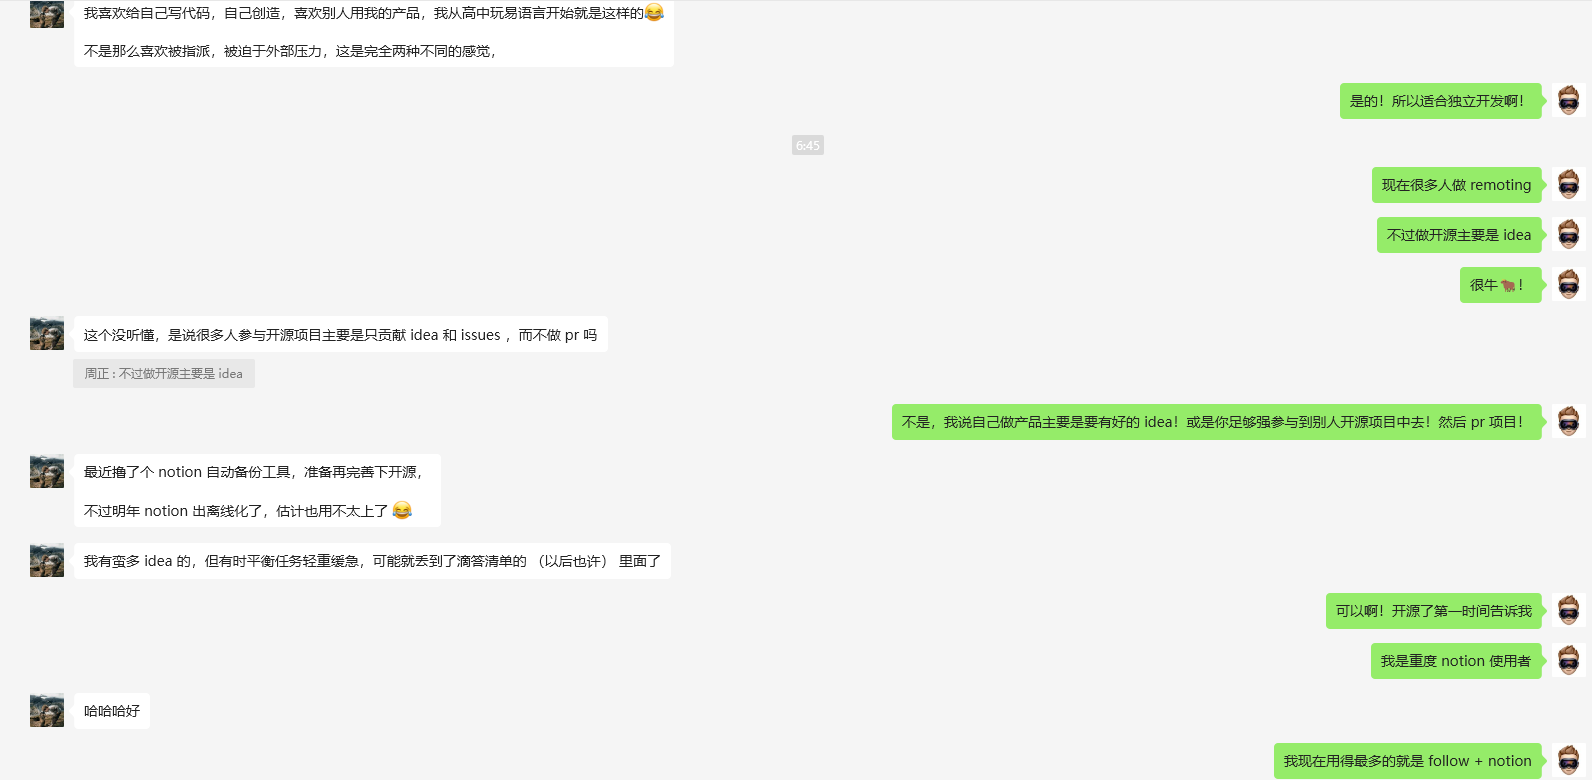 我喜欢给自己写代码，自己创造，喜欢别人用我的产品，我从高中玩易语言开始就是这样的😂
不是那么喜欢被指派，被迫于外部压力，这是完全两种不同的感觉，
是的！所以适合独立开发啊！
6:45
现在很多人做 remoting
不过做开源主要是 idea
很牛🐂！
这个没听懂，是说很多人参与开源项目主要是只贡献 idea 和 issues ，而不做 pr 吗
周正 : 不过做开源主要是 idea
不是，我说自己做产品主要是要有好的 idea！或是你足够强参与到别人开源项目中去！然后 pr 项目！
最近撸了个 notion 自动备份工具，准备再完善下开源，
不过明年 notion 出离线化了，估计也用不太上了 😂
我有蛮多 idea 的，但有时平衡任务轻重缓急，可能就丢到了滴答清单的 （以后也许） 里面了
可以啊！开源了第一时间告诉我
我是重度 notion 使用者
哈哈哈好
我现在用得最多的就是 follow + notion